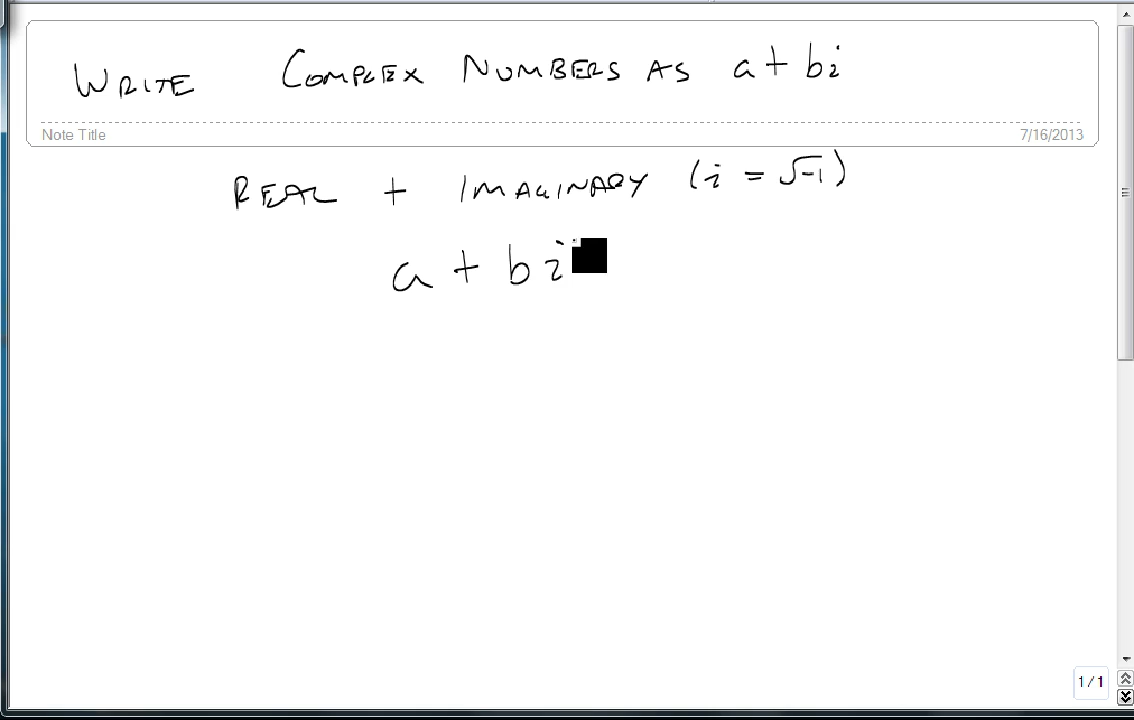 WRITE COMPLEX NUMBERS AS a + bi
Note Title
7/16/2013
REAL + IMAGINARY (i = √-1)
a + bi
1 / 1